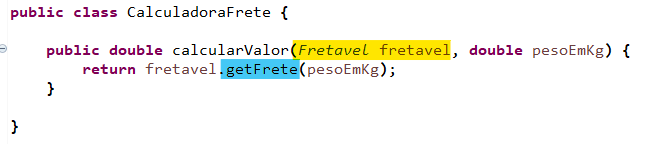 public class CalculadoraFrete {
public double calcularValor(Fretavel fretavel, double pesoEmKg) {
return fretavel.getFrete(pesoEmKg);
}
}